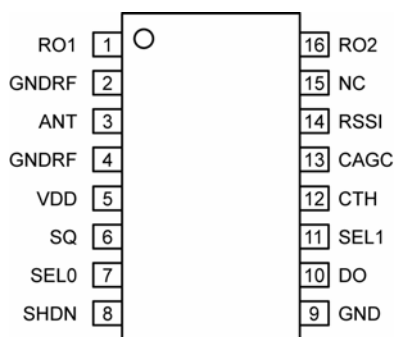 RO1 1 16 RO2
GNDRF 2 15 NC
ANT 3 14 RSSI
GNDRF 4 13 CAGC
VDD 5 12 CTH
SQ 6 11 SEL1
SEL0 7 10 DO
SHDN 8 9 GND